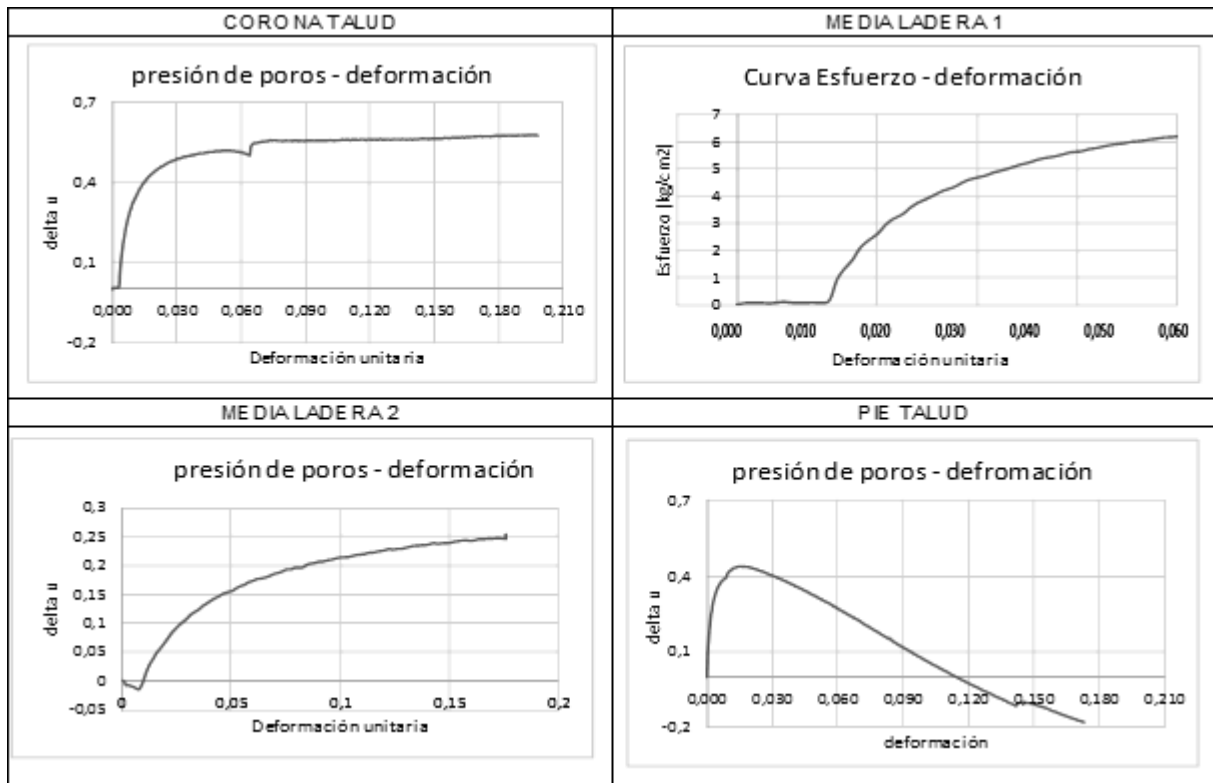 CORONA TALUD
presión de poros - deformación
delta u
0,7
0,4
0,1
-0,2
0,000 0,030 0,060 0,090 0,120 0,150 0,180 0,210
Deformación unitaria
MEDIA LADERA 1
Curva Esfuerzo - deformación
Esfuerzo |kg/c m2|
7
6
5
4
3
2
1
0
0,000 0,010 0,020 0,030 0,040 0,050 0,060
Deformación unitaria
MEDIA LADERA 2
presión de poros - deformación
delta u
0,3
0,25
0,2
0,15
0,1
0,05
0
-0,05
0 0,05 0,1 0,15 0,2
Deformación unitaria
PIE TALUD
presión de poros - defromación
delta u
0,7
0,4
0,1
-0,2
0,000 0,030 0,060 0,090 0,120 0,150 0,180 0,210
deformación